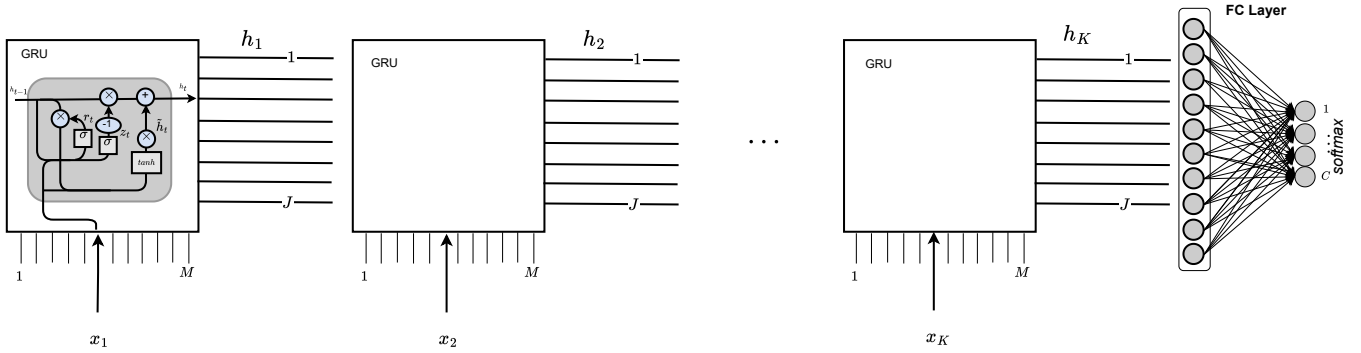 FC Layer
h_1
h_2
h_K
GRU
GRU
GRU
1
1
1
h_{t-1}
h_t
×
+
×
r_t
-1
z_t
h̃_t
σ
σ
×
tanh
...
1
...
C
softmax
J
J
J
1
M
1
M
1
M
x_1
x_2
x_K